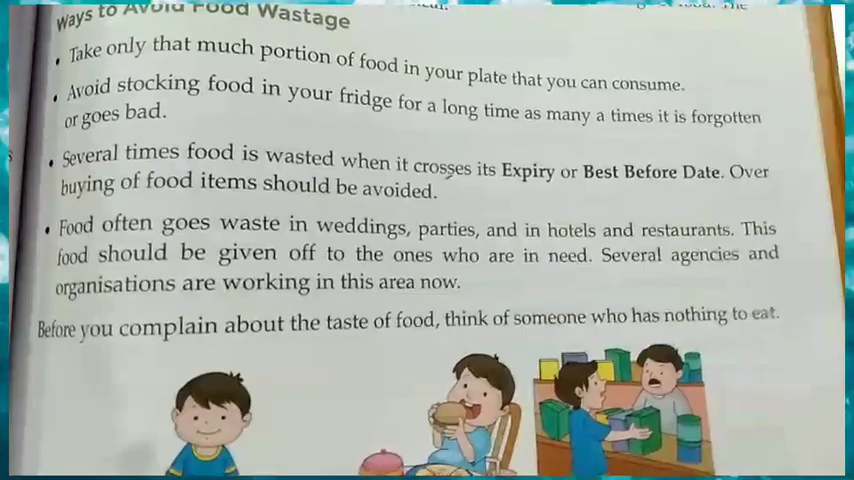 Ways to Avoid Food Wastage
• Take only that much portion of food in your plate that you can consume.
• Avoid stocking food in your fridge for a long time as many a times it is forgotten
or goes bad.
• Several times food is wasted when it crosses its Expiry or Best Before Date. Over
buying of food items should be avoided.
• Food often goes waste in weddings, parties, and in hotels and restaurants. This
food should be given off to the ones who are in need. Several agencies and
organisations are working in this area now.
Before you complain about the taste of food, think of someone who has nothing to eat.